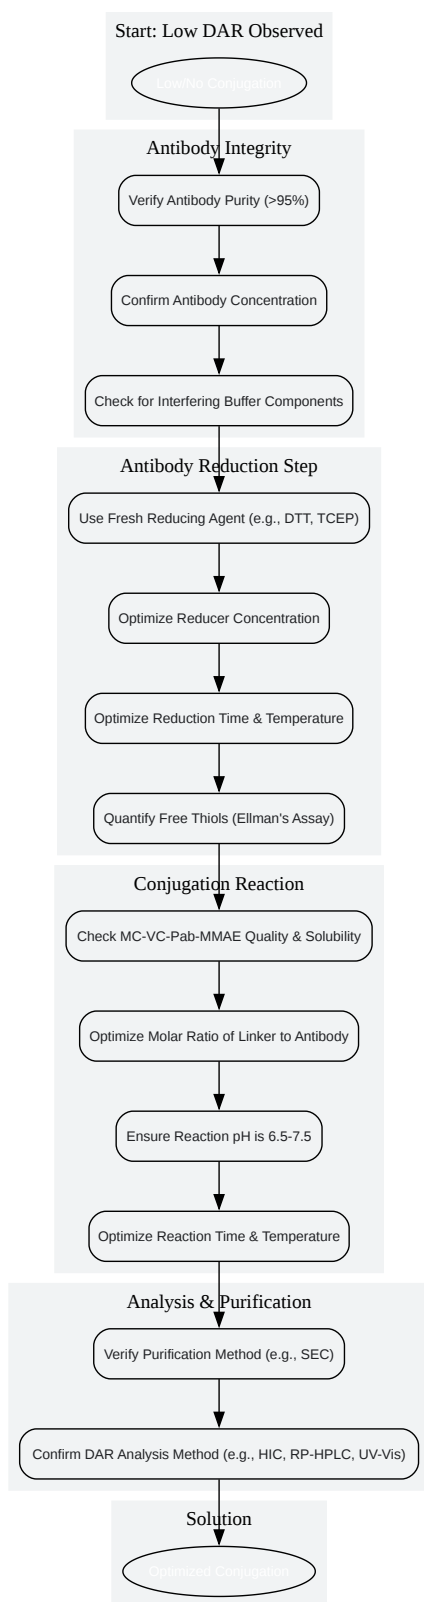 Start: Low DAR Observed
Low/No Conjugation
Antibody Integrity
Verify Antibody Purity (>95%)
Confirm Antibody Concentration
Check for Interfering Buffer Components
Antibody Reduction Step
Use Fresh Reducing Agent (e.g., DTT, TCEP)
Optimize Reducer Concentration
Optimize Reduction Time & Temperature
Quantify Free Thiols (Ellman's Assay)
Conjugation Reaction
Check MC-VC-Pab-MMAE Quality & Solubility
Optimize Molar Ratio of Linker to Antibody
Ensure Reaction pH is 6.5-7.5
Optimize Reaction Time & Temperature
Analysis & Purification
Verify Purification Method (e.g., SEC)
Confirm DAR Analysis Method (e.g., HIC, RP-HPLC, UV-Vis)
Solution
Optimized Conjugation